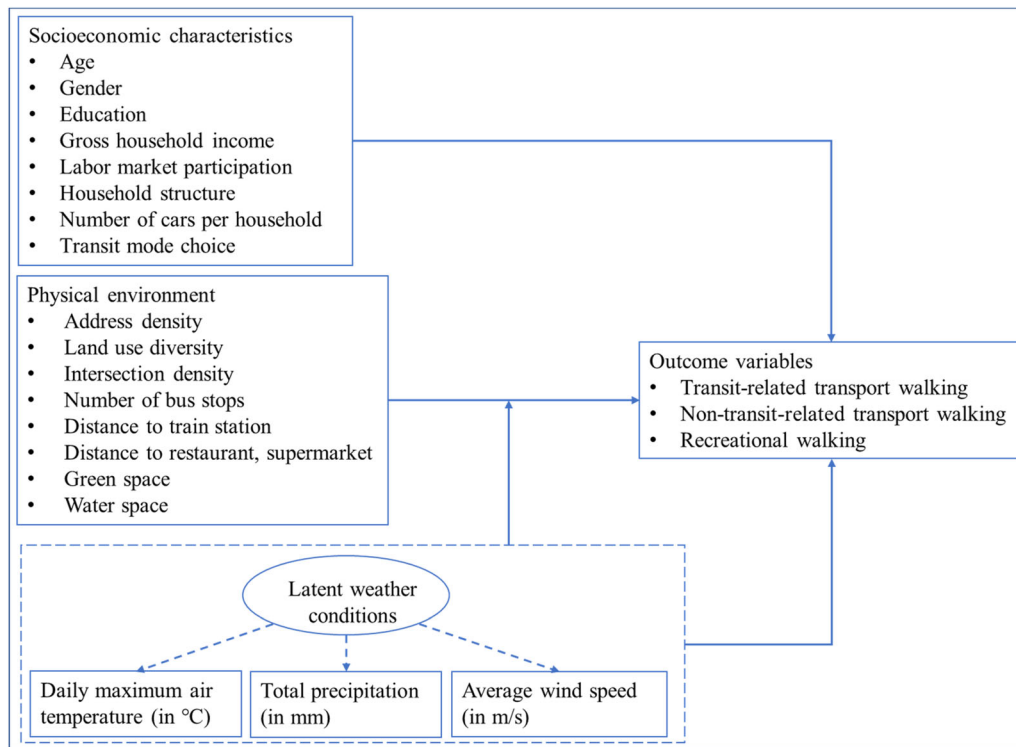 Socioeconomic characteristics
• Age
• Gender
• Education
• Gross household income
• Labor market participation
• Household structure
• Number of cars per household
• Transit mode choice
Physical environment
• Address density
• Land use diversity
• Intersection density
• Number of bus stops
• Distance to train station
• Distance to restaurant, supermarket
• Green space
• Water space
Outcome variables
• Transit-related transport walking
• Non-transit-related transport walking
• Recreational walking
Latent weather
conditions
Daily maximum air
temperature (in ℃)
Total precipitation
(in mm)
Average wind speed
(in m/s)